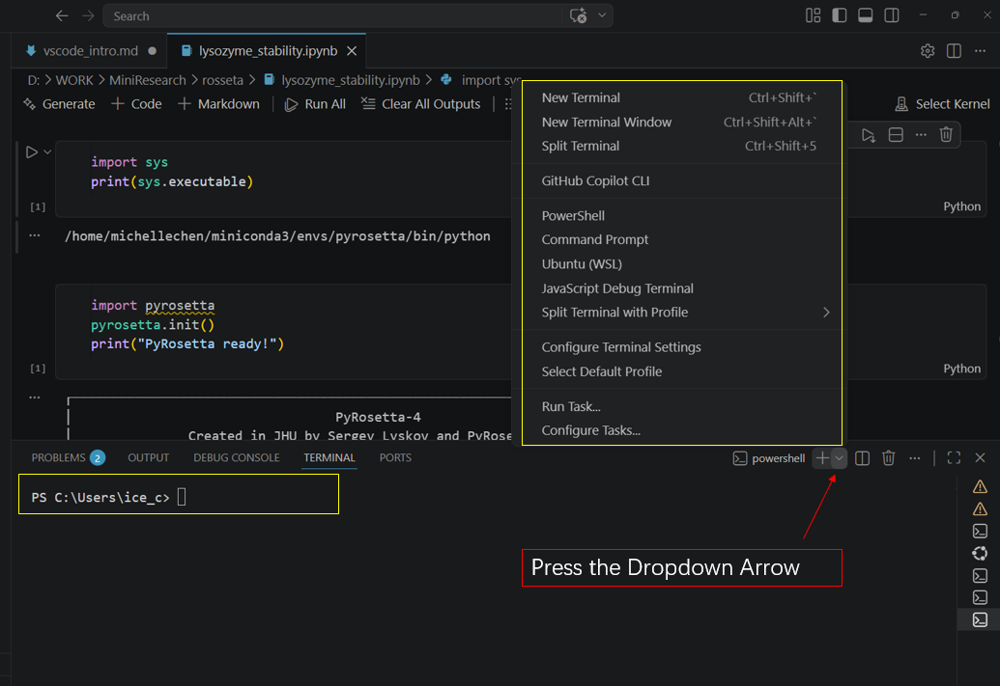 Search
vscode_intro.md
lysozyme_stability.ipynb
D: > WORK > MiniResearch > rosseta > lysozyme_stability.ipynb > import sys
Generate + Code + Markdown Run All Clear All Outputs
Select Kernel
import sys
print(sys.executable)
[1]
Python
/home/michellechen/miniconda3/envs/pyrosetta/bin/python
import pyrosetta
pyrosetta.init()
print("PyRosetta ready!")
[1]
Python
PyRosetta-4
Created in JHU by Sergey Lyskov and PyRose
New Terminal Ctrl+Shift+`
New Terminal Window Ctrl+Shift+Alt+`
Split Terminal Ctrl+Shift+5
GitHub Copilot CLI
PowerShell
Command Prompt
Ubuntu (WSL)
JavaScript Debug Terminal
Split Terminal with Profile
Configure Terminal Settings
Select Default Profile
Run Task...
Configure Tasks...
PROBLEMS 2 OUTPUT DEBUG CONSOLE TERMINAL PORTS
powershell
PS C:\Users\ice_c>
Press the Dropdown Arrow